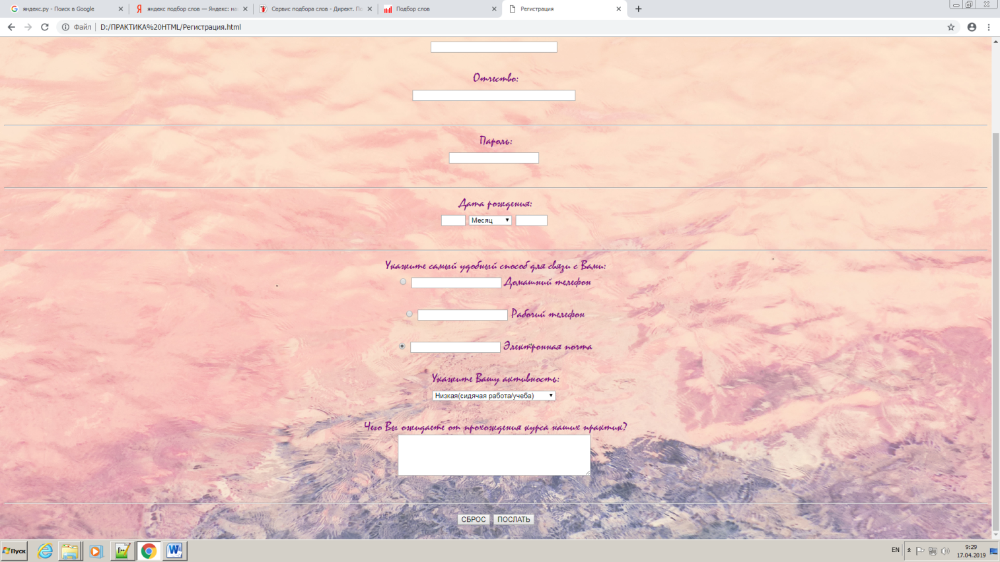 яндекс.ру - Поиск в Google
яндекс подбор слов — Яндекс: на
Сервис подбора слов - Директ. По
Подбор слов
Регистрация
Файл
D:/ПРАКТИКА%20HTML/Регистрация.html
Отчество:
Пароль:
Дата рождения:
Месяц
Укажите самый удобный способ для связи с Вами:
Домашний телефон
Рабочий телефон
Электронная почта
Укажите Вашу активность:
Низкая(сидячая работа/учеба)
Чего Вы ожидаете от прохождения курса наших практик?
СБРОС ПОСЛАТЬ
Пуск
EN
9:29
17.04.2019